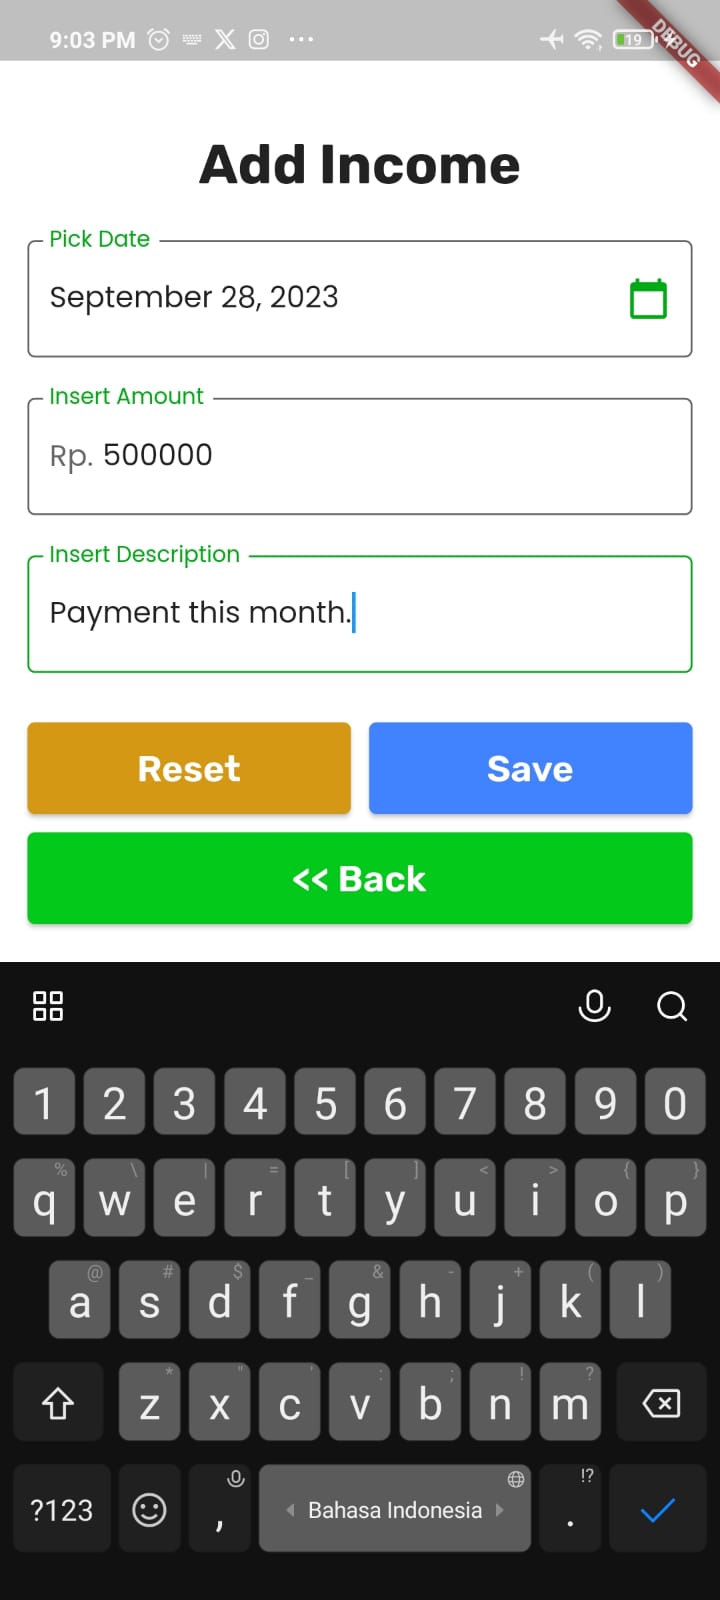 9:03 PM
19
DEBUG
Add Income
Pick Date
September 28, 2023
Insert Amount
Rp. 500000
Insert Description
Payment this month.
Reset
Save
<< Back
1 2 3 4 5 6 7 8 9 0
% \ | = [ ] < > { }
q w e r t y u i o p
@ # $ _ & - + ( )
a s d f g h j k l
* " ' : ; ! ?
z x c v b n m
!?
?123 , Bahasa Indonesia .